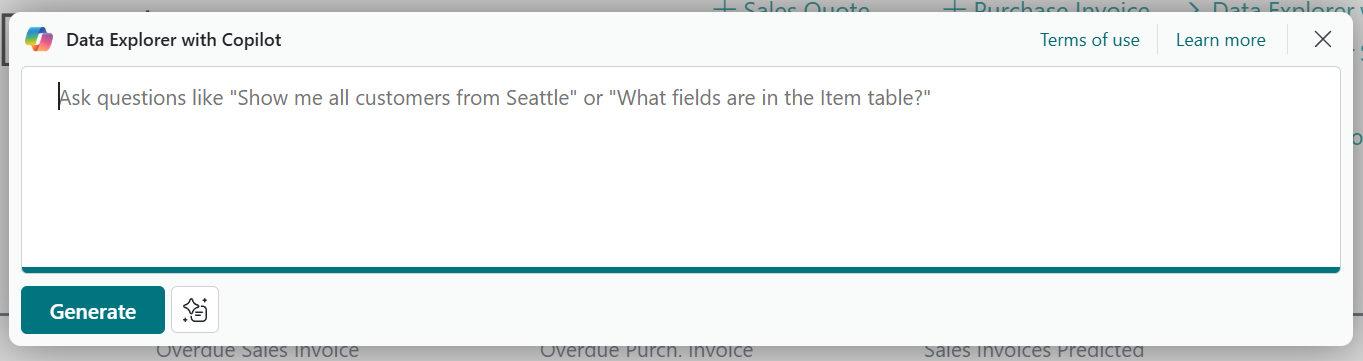 Sales Quote
Purchase Invoice
Data Explorer
Data Explorer with Copilot
Terms of use
Learn more
Ask questions like "Show me all customers from Seattle" or "What fields are in the Item table?"
Generate
Overdue Sales Invoice
Overdue Purch. Invoice
Sales Invoices Predicted